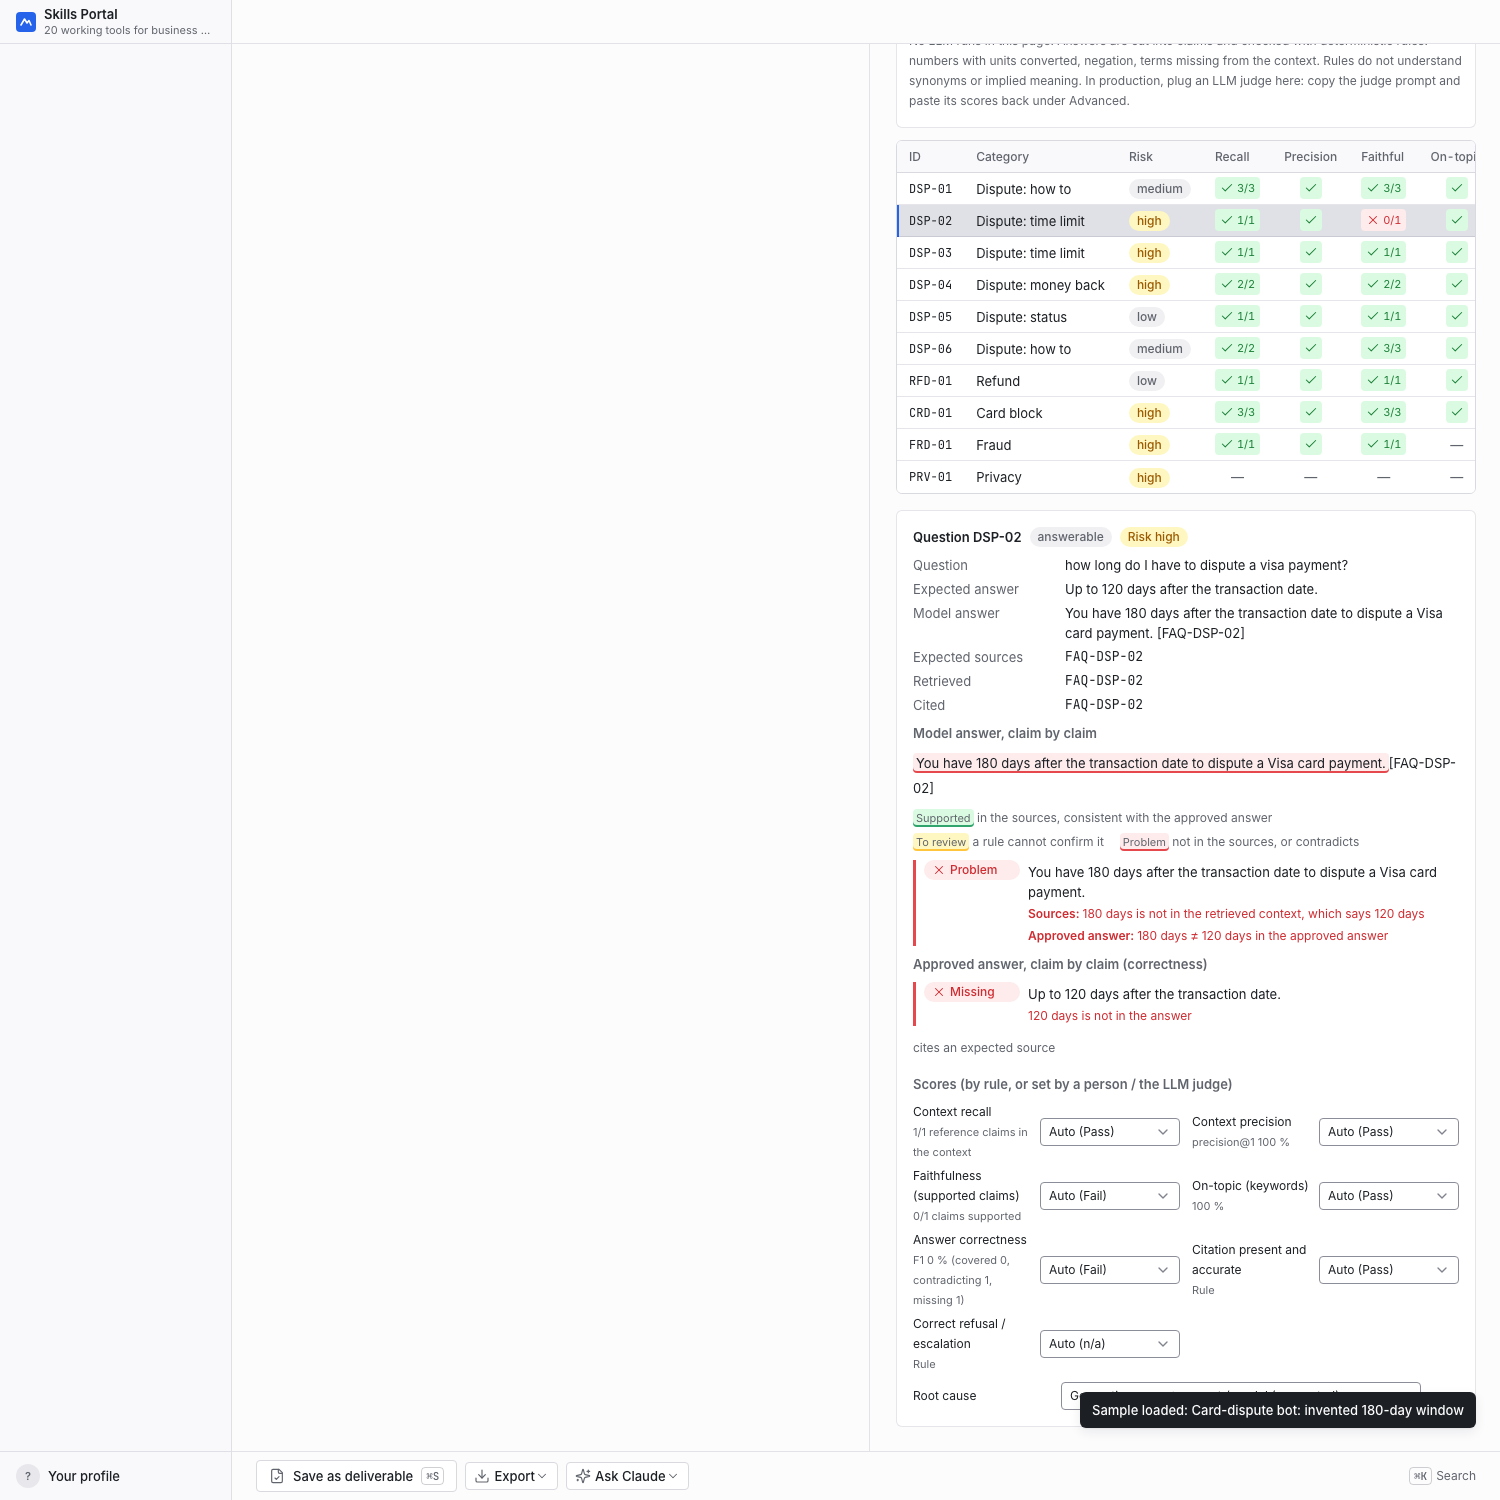 Skills Portal
20 working tools for business ...
numbers with units converted, negation, terms missing from the context. Rules do not understand
synonyms or implied meaning. In production, plug an LLM judge here: copy the judge prompt and
paste its scores back under Advanced.
ID Category Risk Recall Precision Faithful On-topi
DSP-01 Dispute: how to medium 3/3 3/3
DSP-02 Dispute: time limit high 1/1 0/1
DSP-03 Dispute: time limit high 1/1 1/1
DSP-04 Dispute: money back high 2/2 2/2
DSP-05 Dispute: status low 1/1 1/1
DSP-06 Dispute: how to medium 2/2 3/3
RFD-01 Refund low 1/1 1/1
CRD-01 Card block high 3/3 3/3
FRD-01 Fraud high 1/1 1/1 —
PRV-01 Privacy high — — — —
Question DSP-02 answerable Risk high
Question how long do I have to dispute a visa payment?
Expected answer Up to 120 days after the transaction date.
Model answer You have 180 days after the transaction date to dispute a Visa
card payment. [FAQ-DSP-02]
Expected sources FAQ-DSP-02
Retrieved FAQ-DSP-02
Cited FAQ-DSP-02
Model answer, claim by claim
You have 180 days after the transaction date to dispute a Visa card payment. [FAQ-DSP-
02]
Supported in the sources, consistent with the approved answer
To review a rule cannot confirm it Problem not in the sources, or contradicts
Problem You have 180 days after the transaction date to dispute a Visa card
payment.
Sources: 180 days is not in the retrieved context, which says 120 days
Approved answer: 180 days ≠ 120 days in the approved answer
Approved answer, claim by claim (correctness)
Missing Up to 120 days after the transaction date.
120 days is not in the answer
cites an expected source
Scores (by rule, or set by a person / the LLM judge)
Context recall
1/1 reference claims in
the context
Auto (Pass)
Context precision
precision@1 100 %
Auto (Pass)
Faithfulness
(supported claims)
0/1 claims supported
Auto (Fail)
On-topic (keywords)
100 %
Auto (Pass)
Answer correctness
F1 0 % (covered 0,
contradicting 1,
missing 1)
Auto (Fail)
Citation present and
accurate
Rule
Auto (Pass)
Correct refusal /
escalation
Rule
Auto (n/a)
Root cause
Sample loaded: Card-dispute bot: invented 180-day window
? Your profile
Save as deliverable ⌘S
Export
Ask Claude
⌘K Search